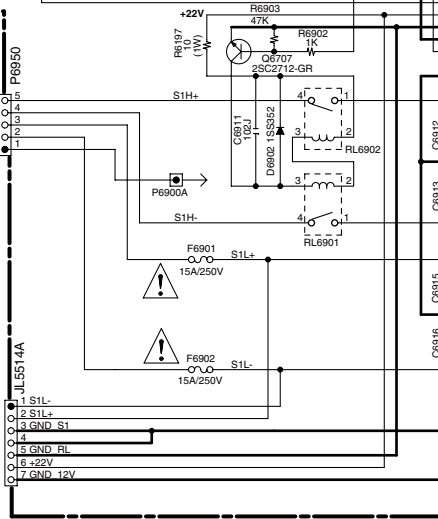 +22V
R6903
47K
R6197
10
(1W)
R6902
1K
Q6707
2SC2712-GR
P6950
5
4
3
2
1
S1H+
C6911
102J
D6902 1SS352
4
1
3
2
RL6902
3
2
4
1
RL6901
P6900A
S1H-
F6901
S1L+
15A/250V
!
F6902
S1L-
15A/250V
!
C6912
C6913
C6915
C6916
JL5514A
1 S1L-
2 S1L+
3 GND_S1
4
5 GND_RL
6 +22V
7 GND_12V